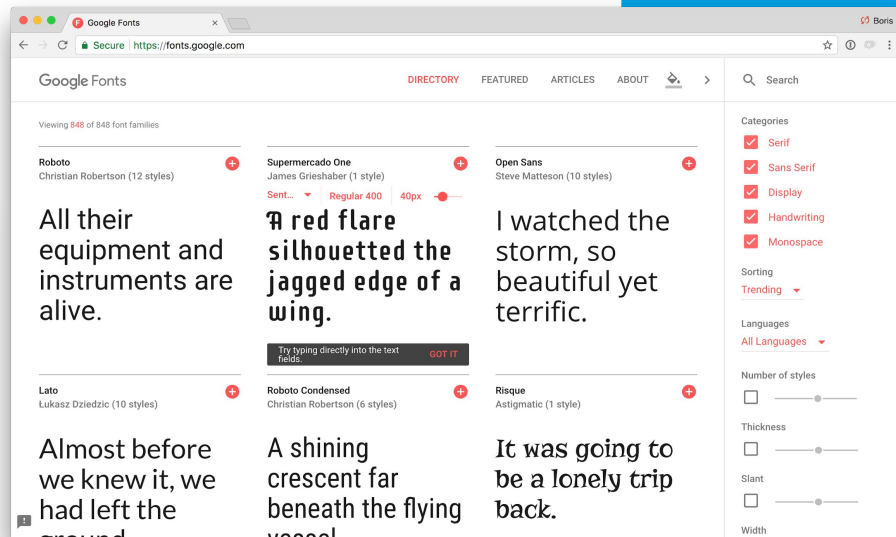 Google Fonts
Boris
Secure https://fonts.google.com
Google Fonts
DIRECTORY
FEATURED
ARTICLES
ABOUT
Search
Viewing 848 of 848 font families
Roboto
Christian Robertson (12 styles)
All their
equipment and
instruments are
alive.
Supermercado One
James Grieshaber (1 style)
Sent...
Regular 400
40px
A red flare
silhouetted the
jagged edge of a
wing.
Try typing directly into the text
fields.
GOT IT
Open Sans
Steve Matteson (10 styles)
I watched the
storm, so
beautiful yet
terrific.
Lato
Łukasz Dziedzic (10 styles)
Almost before
we knew it, we
had left the
ground
Roboto Condensed
Christian Robertson (6 styles)
A shining
crescent far
beneath the flying
vessel
Risque
Astigmatic (1 style)
It was going to
be a lonely trip
back.
Categories
Serif
Sans Serif
Display
Handwriting
Monospace
Sorting
Trending
Languages
All Languages
Number of styles
Thickness
Slant
Width